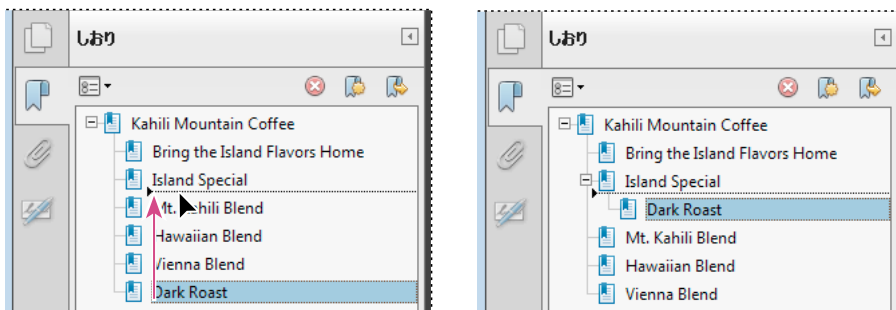 しおり
Kahili Mountain Coffee
Bring the Island Flavors Home
Island Special
Mt. Kahili Blend
Hawaiian Blend
Vienna Blend
Dark Roast
しおり
Kahili Mountain Coffee
Bring the Island Flavors Home
Island Special
Dark Roast
Mt. Kahili Blend
Hawaiian Blend
Vienna Blend